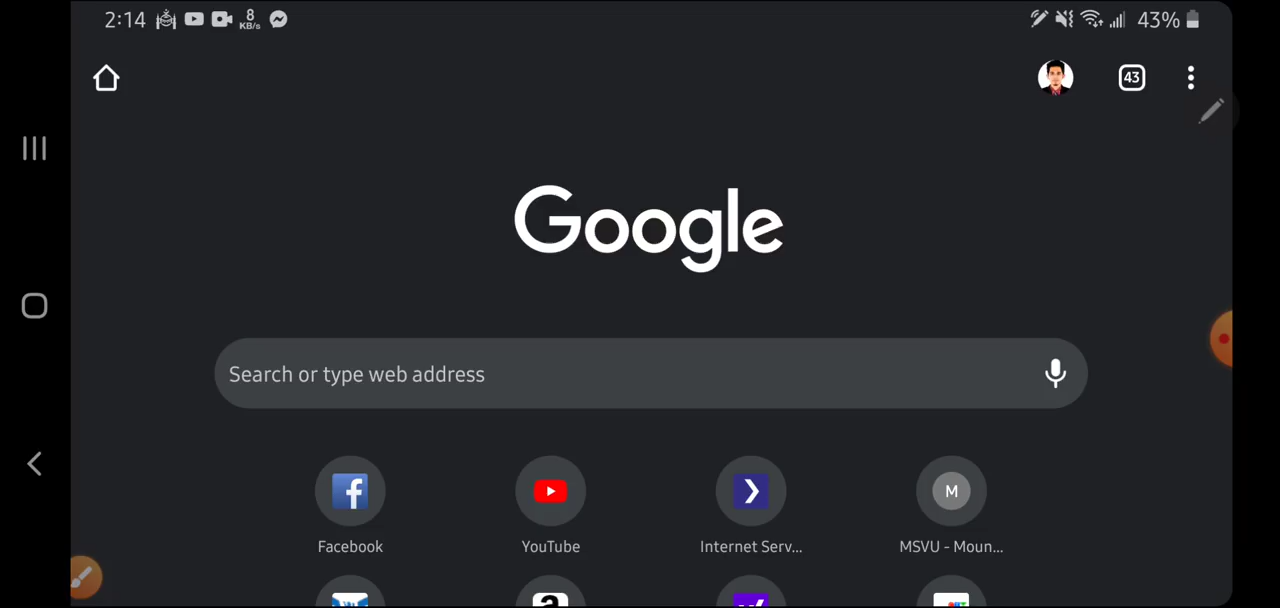 2:14 8 KB/s 43%
43
Google
Search or type web address
Facebook YouTube Internet Serv... MSVU - Moun...
M